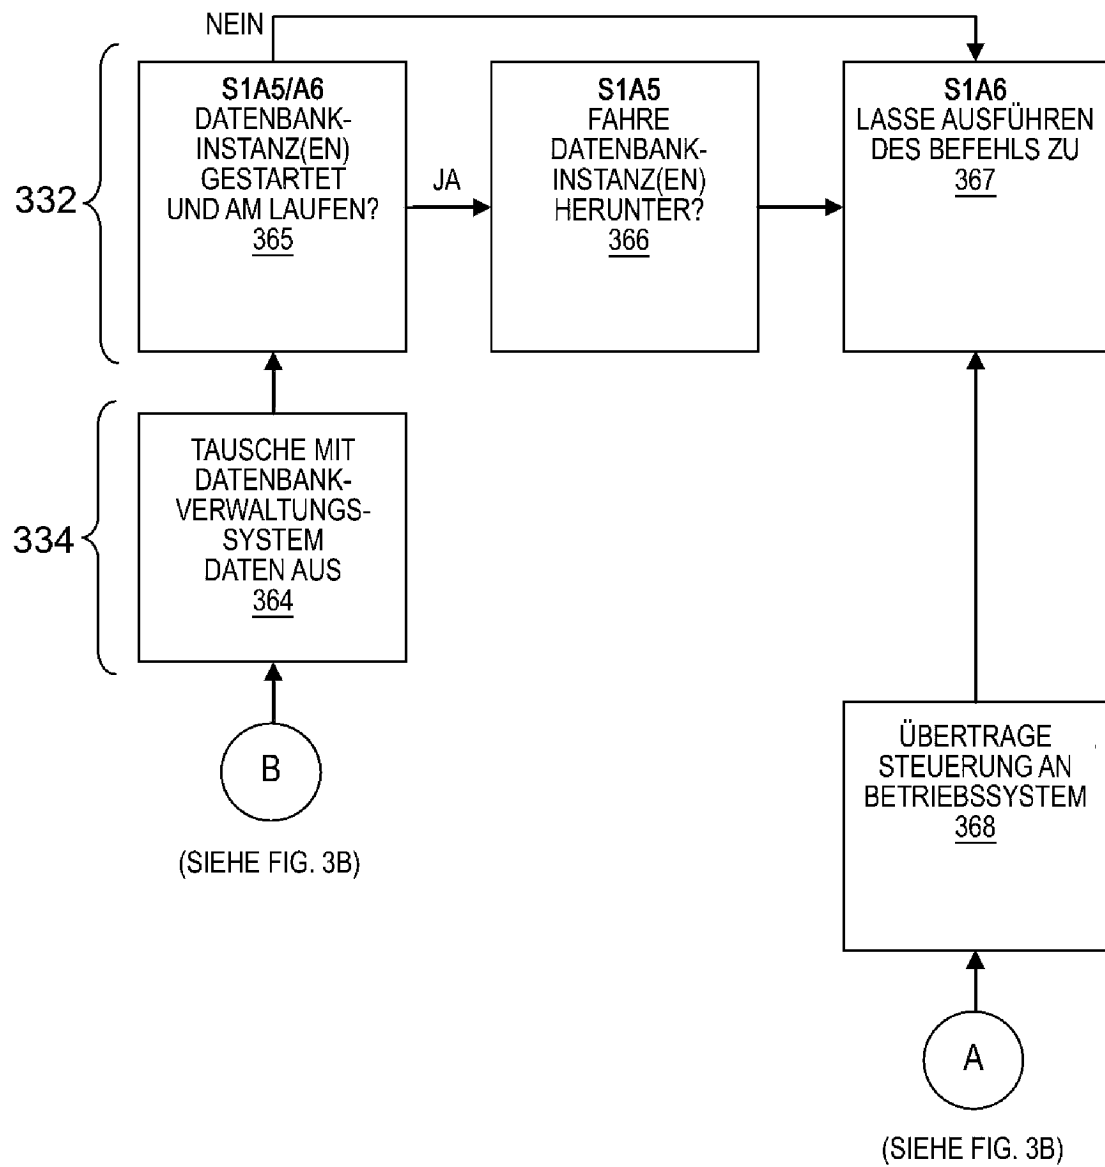 NEIN
332
S1A5/A6
DATENBANK-
INSTANZ(EN)
GESTARTET
UND AM LAUFEN?
365
JA
S1A5
FAHRE
DATENBANK-
INSTANZ(EN)
HERUNTER?
366
S1A6
LASSE AUSFÜHREN
DES BEFEHLS ZU
367
334
TAUSCHE MIT
DATENBANK-
VERWALTUNGS-
SYSTEM
DATEN AUS
364
B
(SIEHE FIG. 3B)
ÜBERTRAGE
STEUERUNG AN
BETRIEBSSYSTEM
368
A
(SIEHE FIG. 3B)